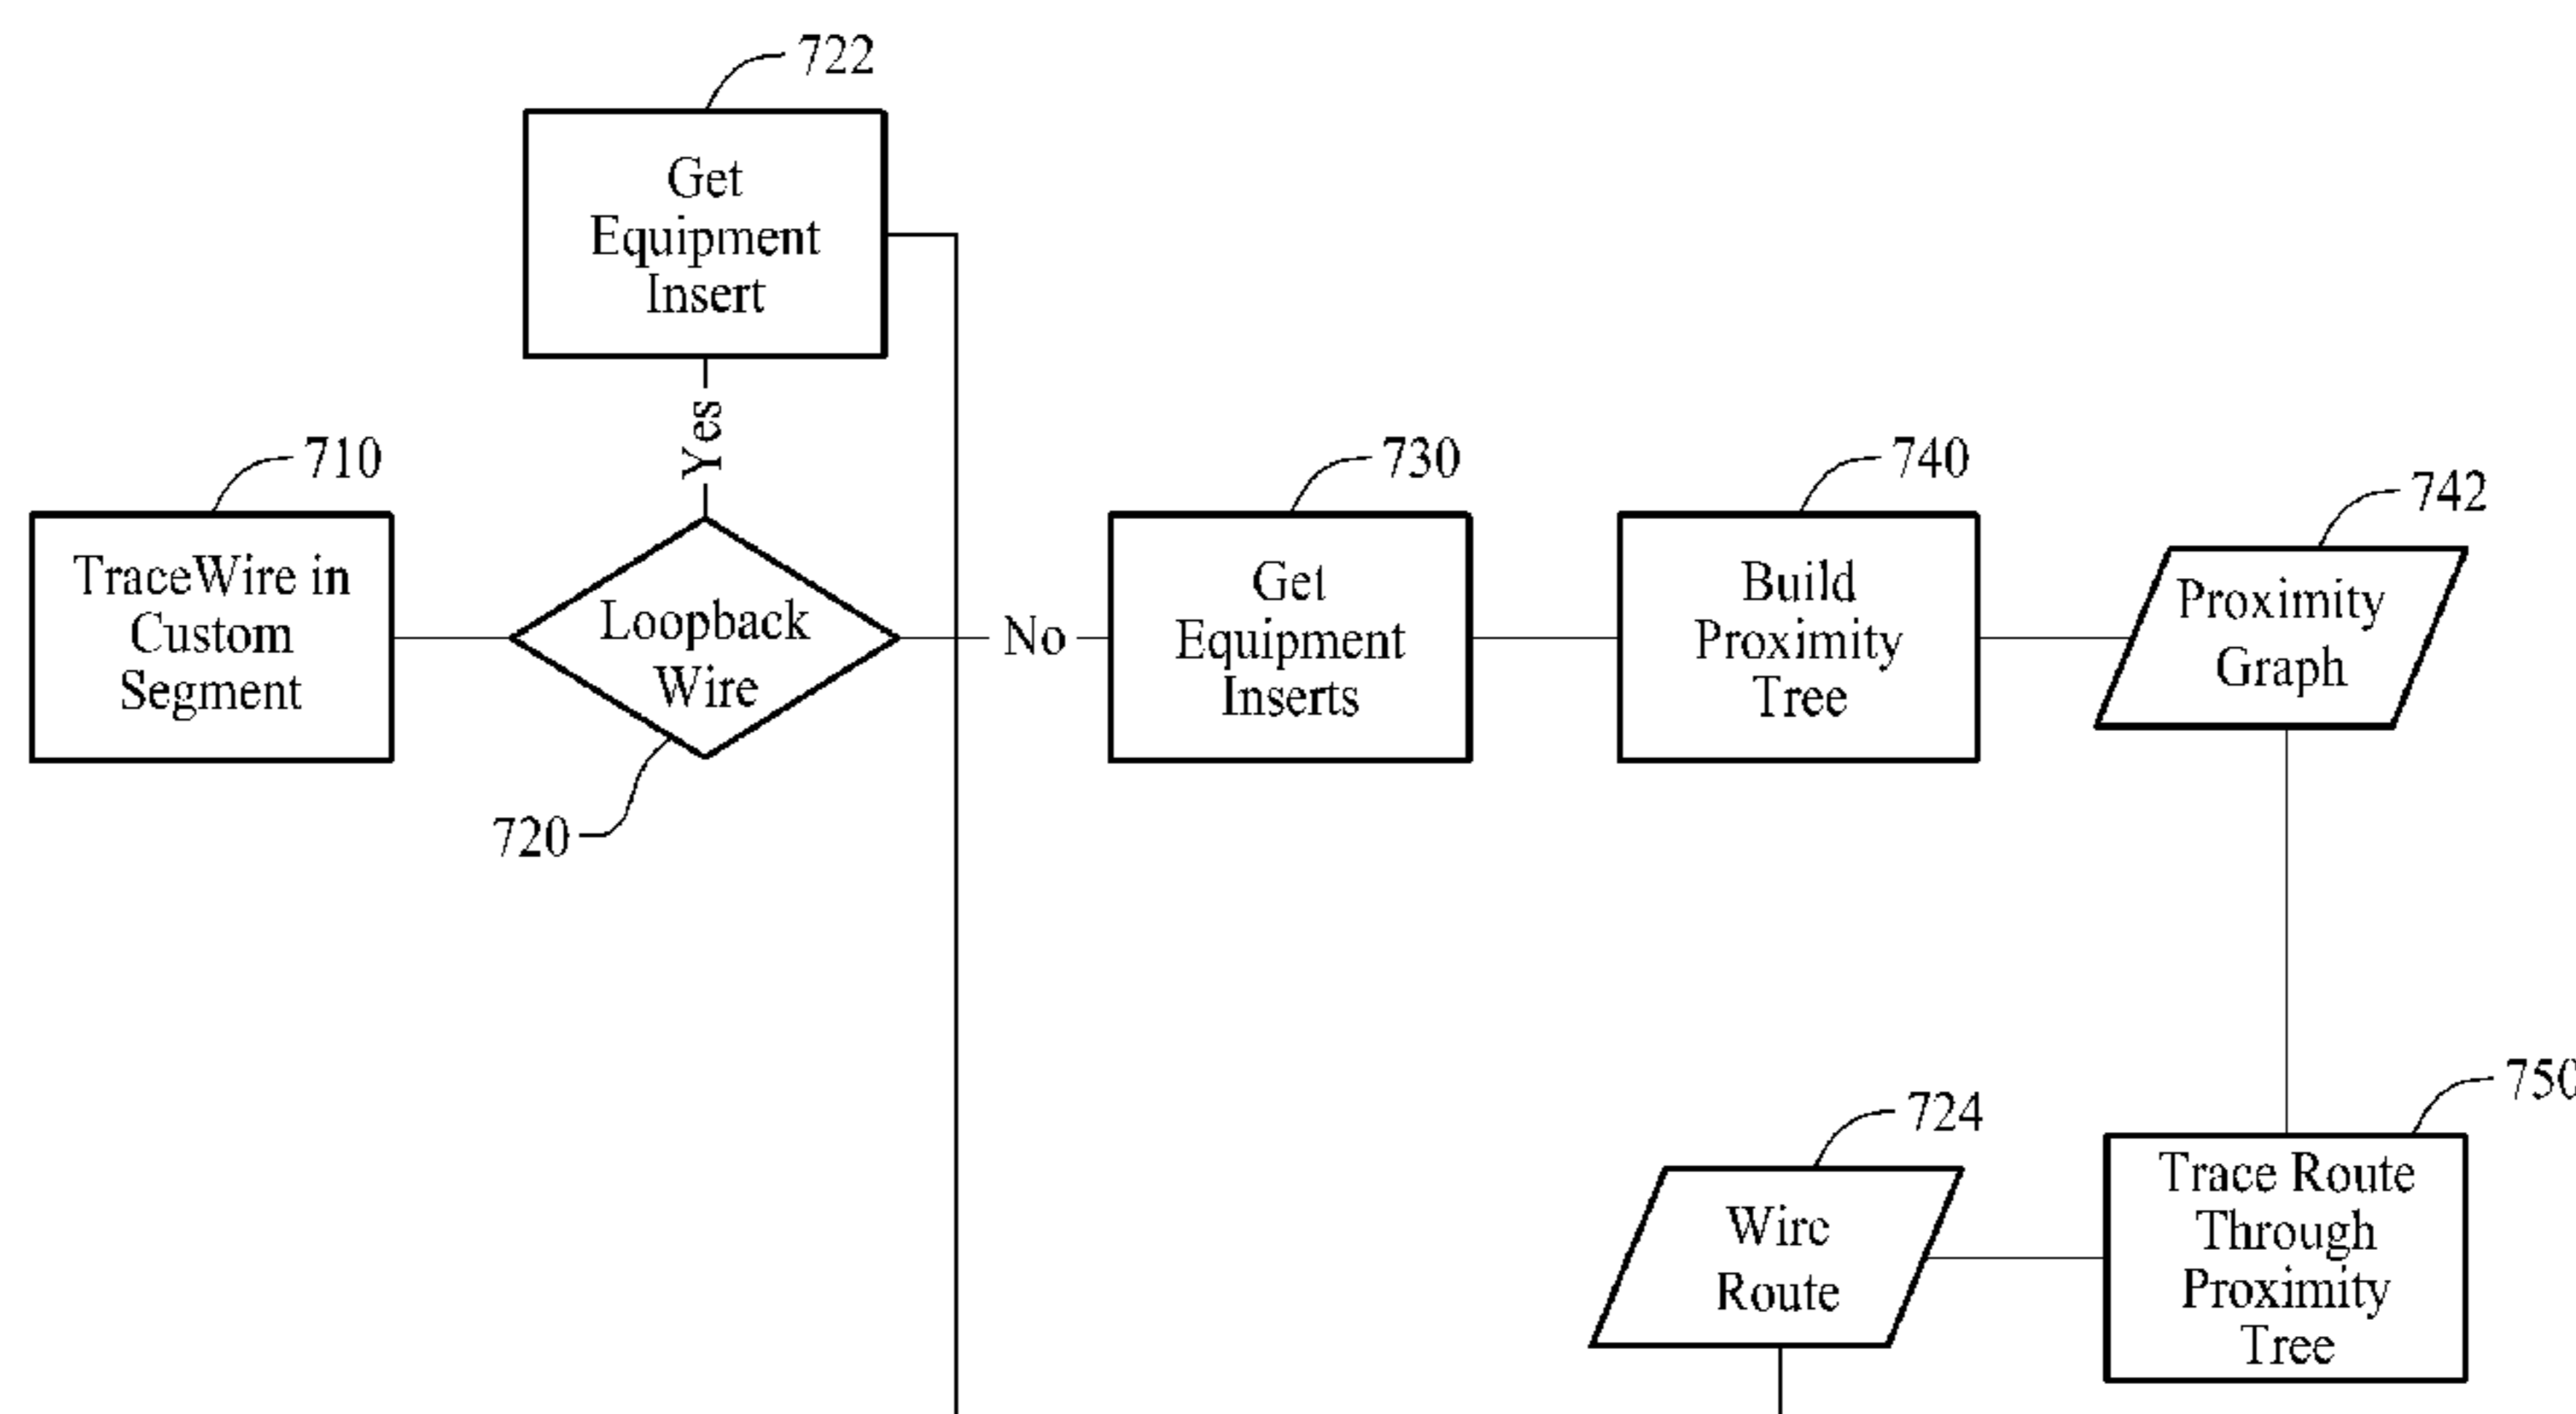 722
Get
Equipment
Insert
Yes
710
TraceWire in
Custom
Segment
Loopback
Wire
720
No
730
Get
Equipment
Inserts
740
Build
Proximity
Tree
742
Proximity
Graph
724
Wire
Route
750
Trace Route
Through
Proximity
Tree